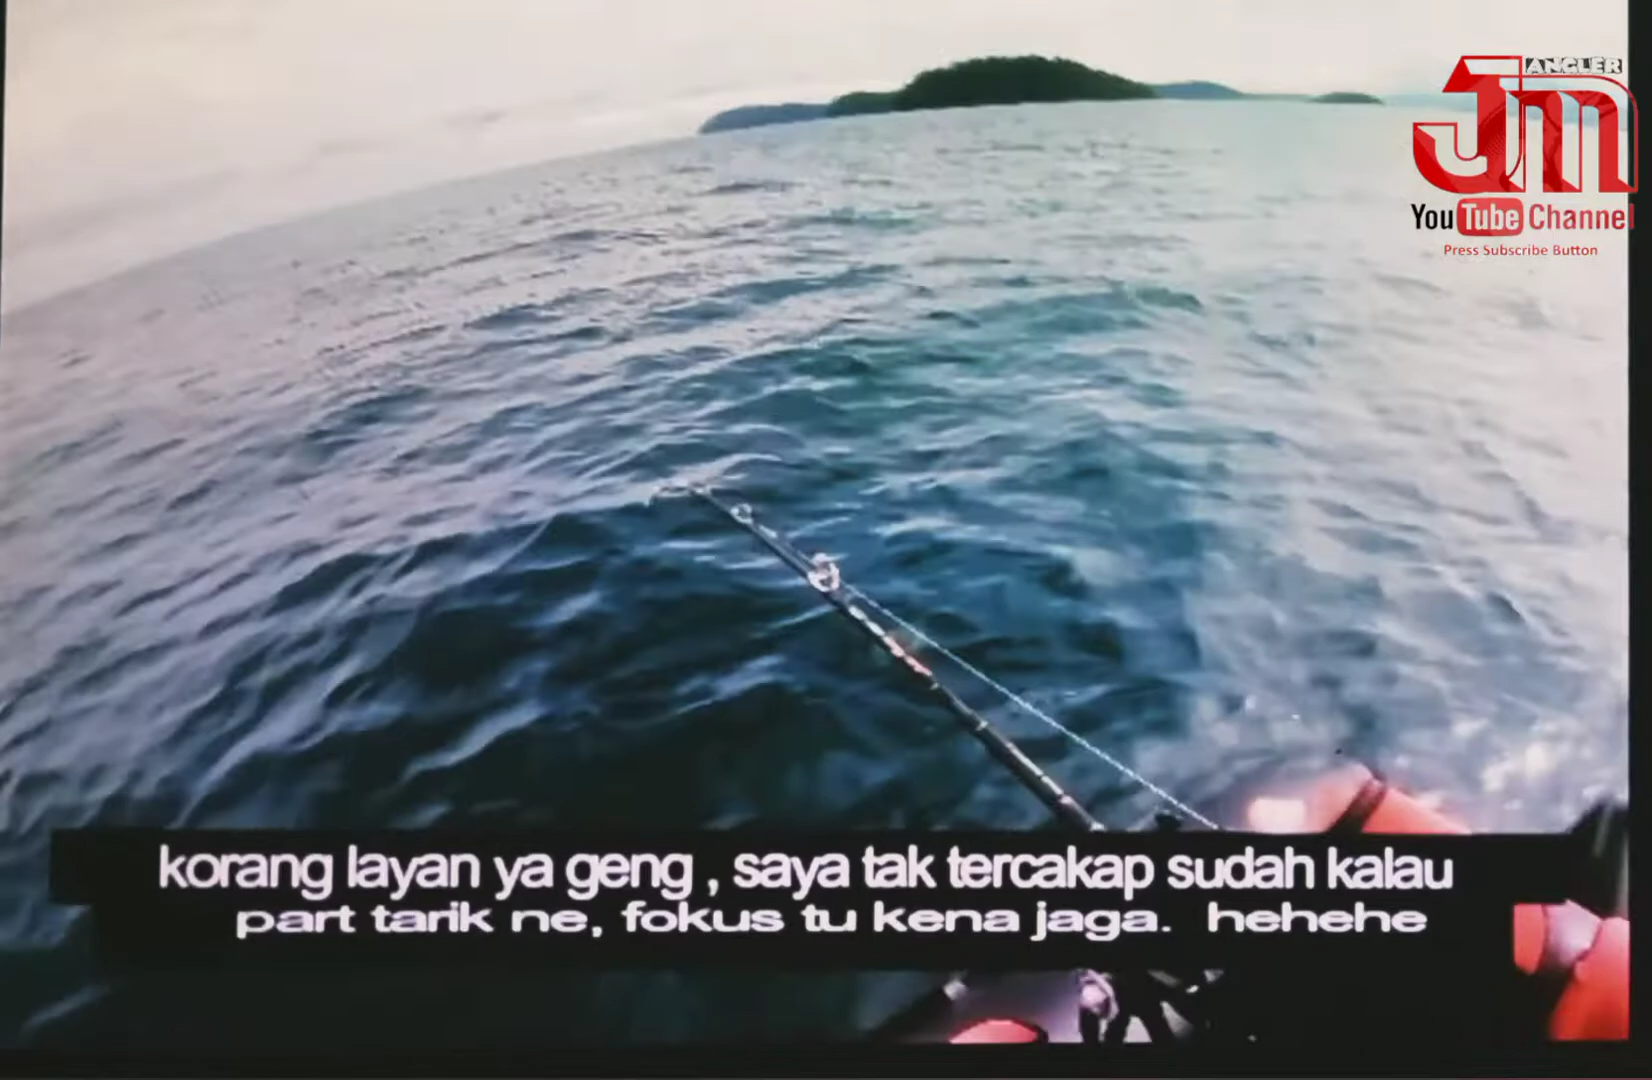 ANGLER
Jm
YouTube Channel
Press Subscribe Button
korang layan ya geng , saya tak tercakap sudah kalau
part tarik ne, fokus tu kena jaga. hehehe